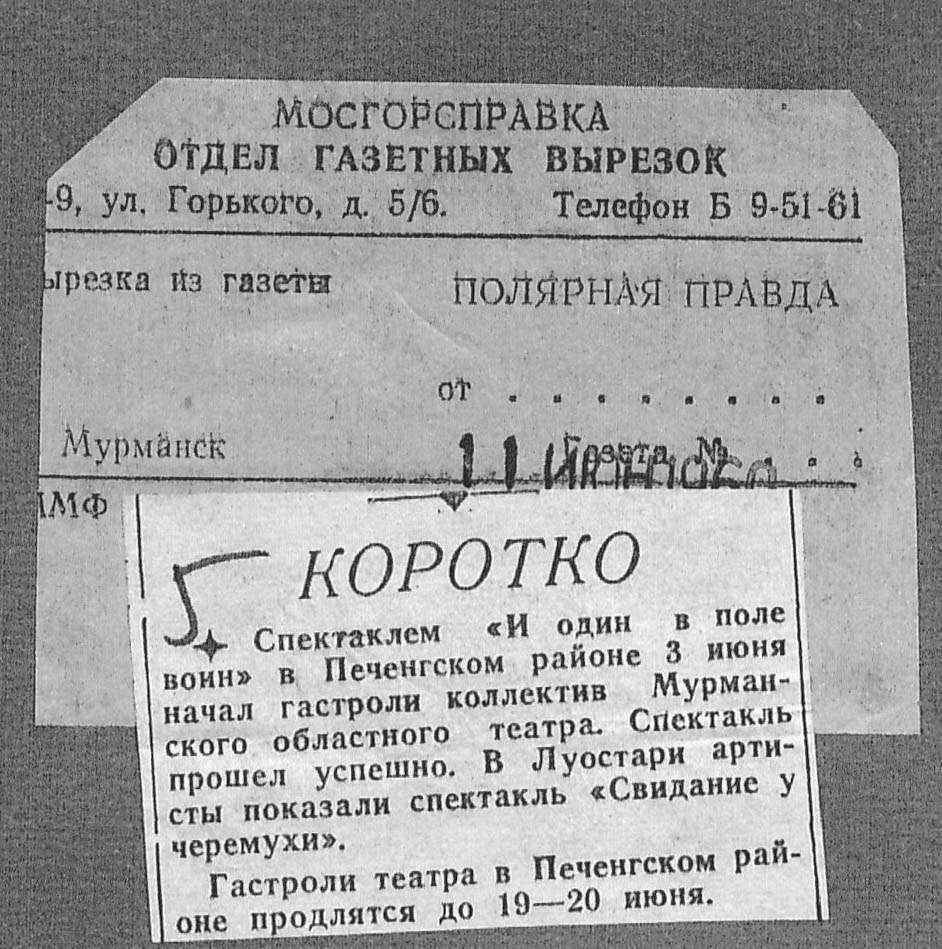 МОСГОРСПРАВКА
ОТДЕЛ ГАЗЕТНЫХ ВЫРЕЗОК
-9, ул. Горького, д. 5/6. Телефон Б 9-51-61
ырезка из газеты ПОЛЯРНАЯ ПРАВДА
от . . . . . . . .
Мурманск 11 Газета № . .
МФ
5 КОРОТКО
Спектаклем «И один в поле
воин» в Печенгском районе 3 июня
начал гастроли коллектив Мурман-
ского областного театра. Спектакль
прошел успешно. В Луостари арти-
сты показали спектакль «Свидание у
черемухи».
Гастроли театра в Печенгском рай-
оне продлятся до 19—20 июня.